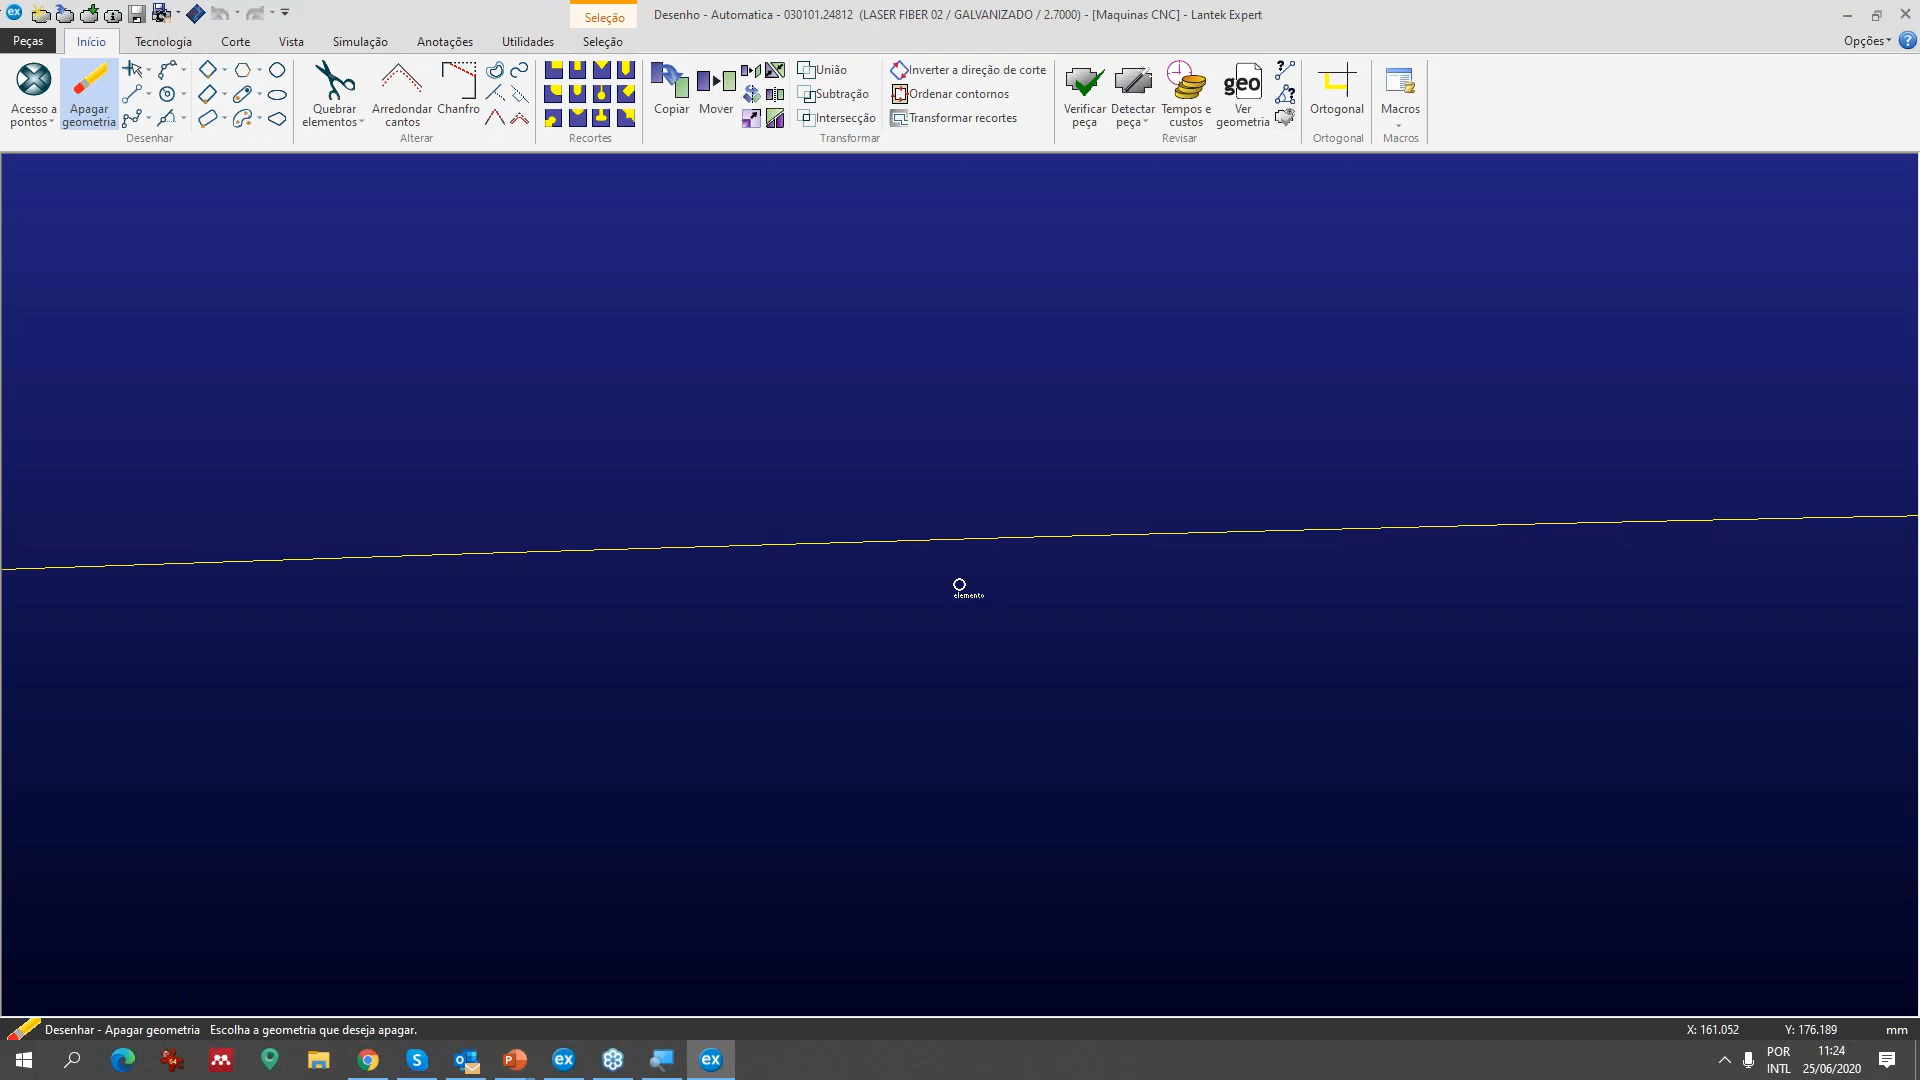 Seleção
Desenho - Automatica - 030101.24812 (LASER FIBER 02 / GALVANIZADO / 2.7000) - [Maquinas CNC] - Lantek Expert
Peças
Início
Tecnologia
Corte
Vista
Simulação
Anotações
Utilidades
Seleção
Opções
Acesso a pontos
Apagar geometria
Desenhar
Quebrar elementos
Arredondar cantos
Chanfro
Alterar
Recortes
Copiar
Mover
União
Subtração
Intersecção
Inverter a direção de corte
Ordenar contornos
Transformar recortes
Transformar
Verificar peça
Detectar peça
Tempos e custos
geo
Ver geometria
Revisar
Ortogonal
Ortogonal
Macros
Macros
elemento
Desenhar - Apagar geometria Escolha a geometria que deseja apagar.
X: 161.052
Y: 176.189
mm
POR
INTL
11:24
25/06/2020